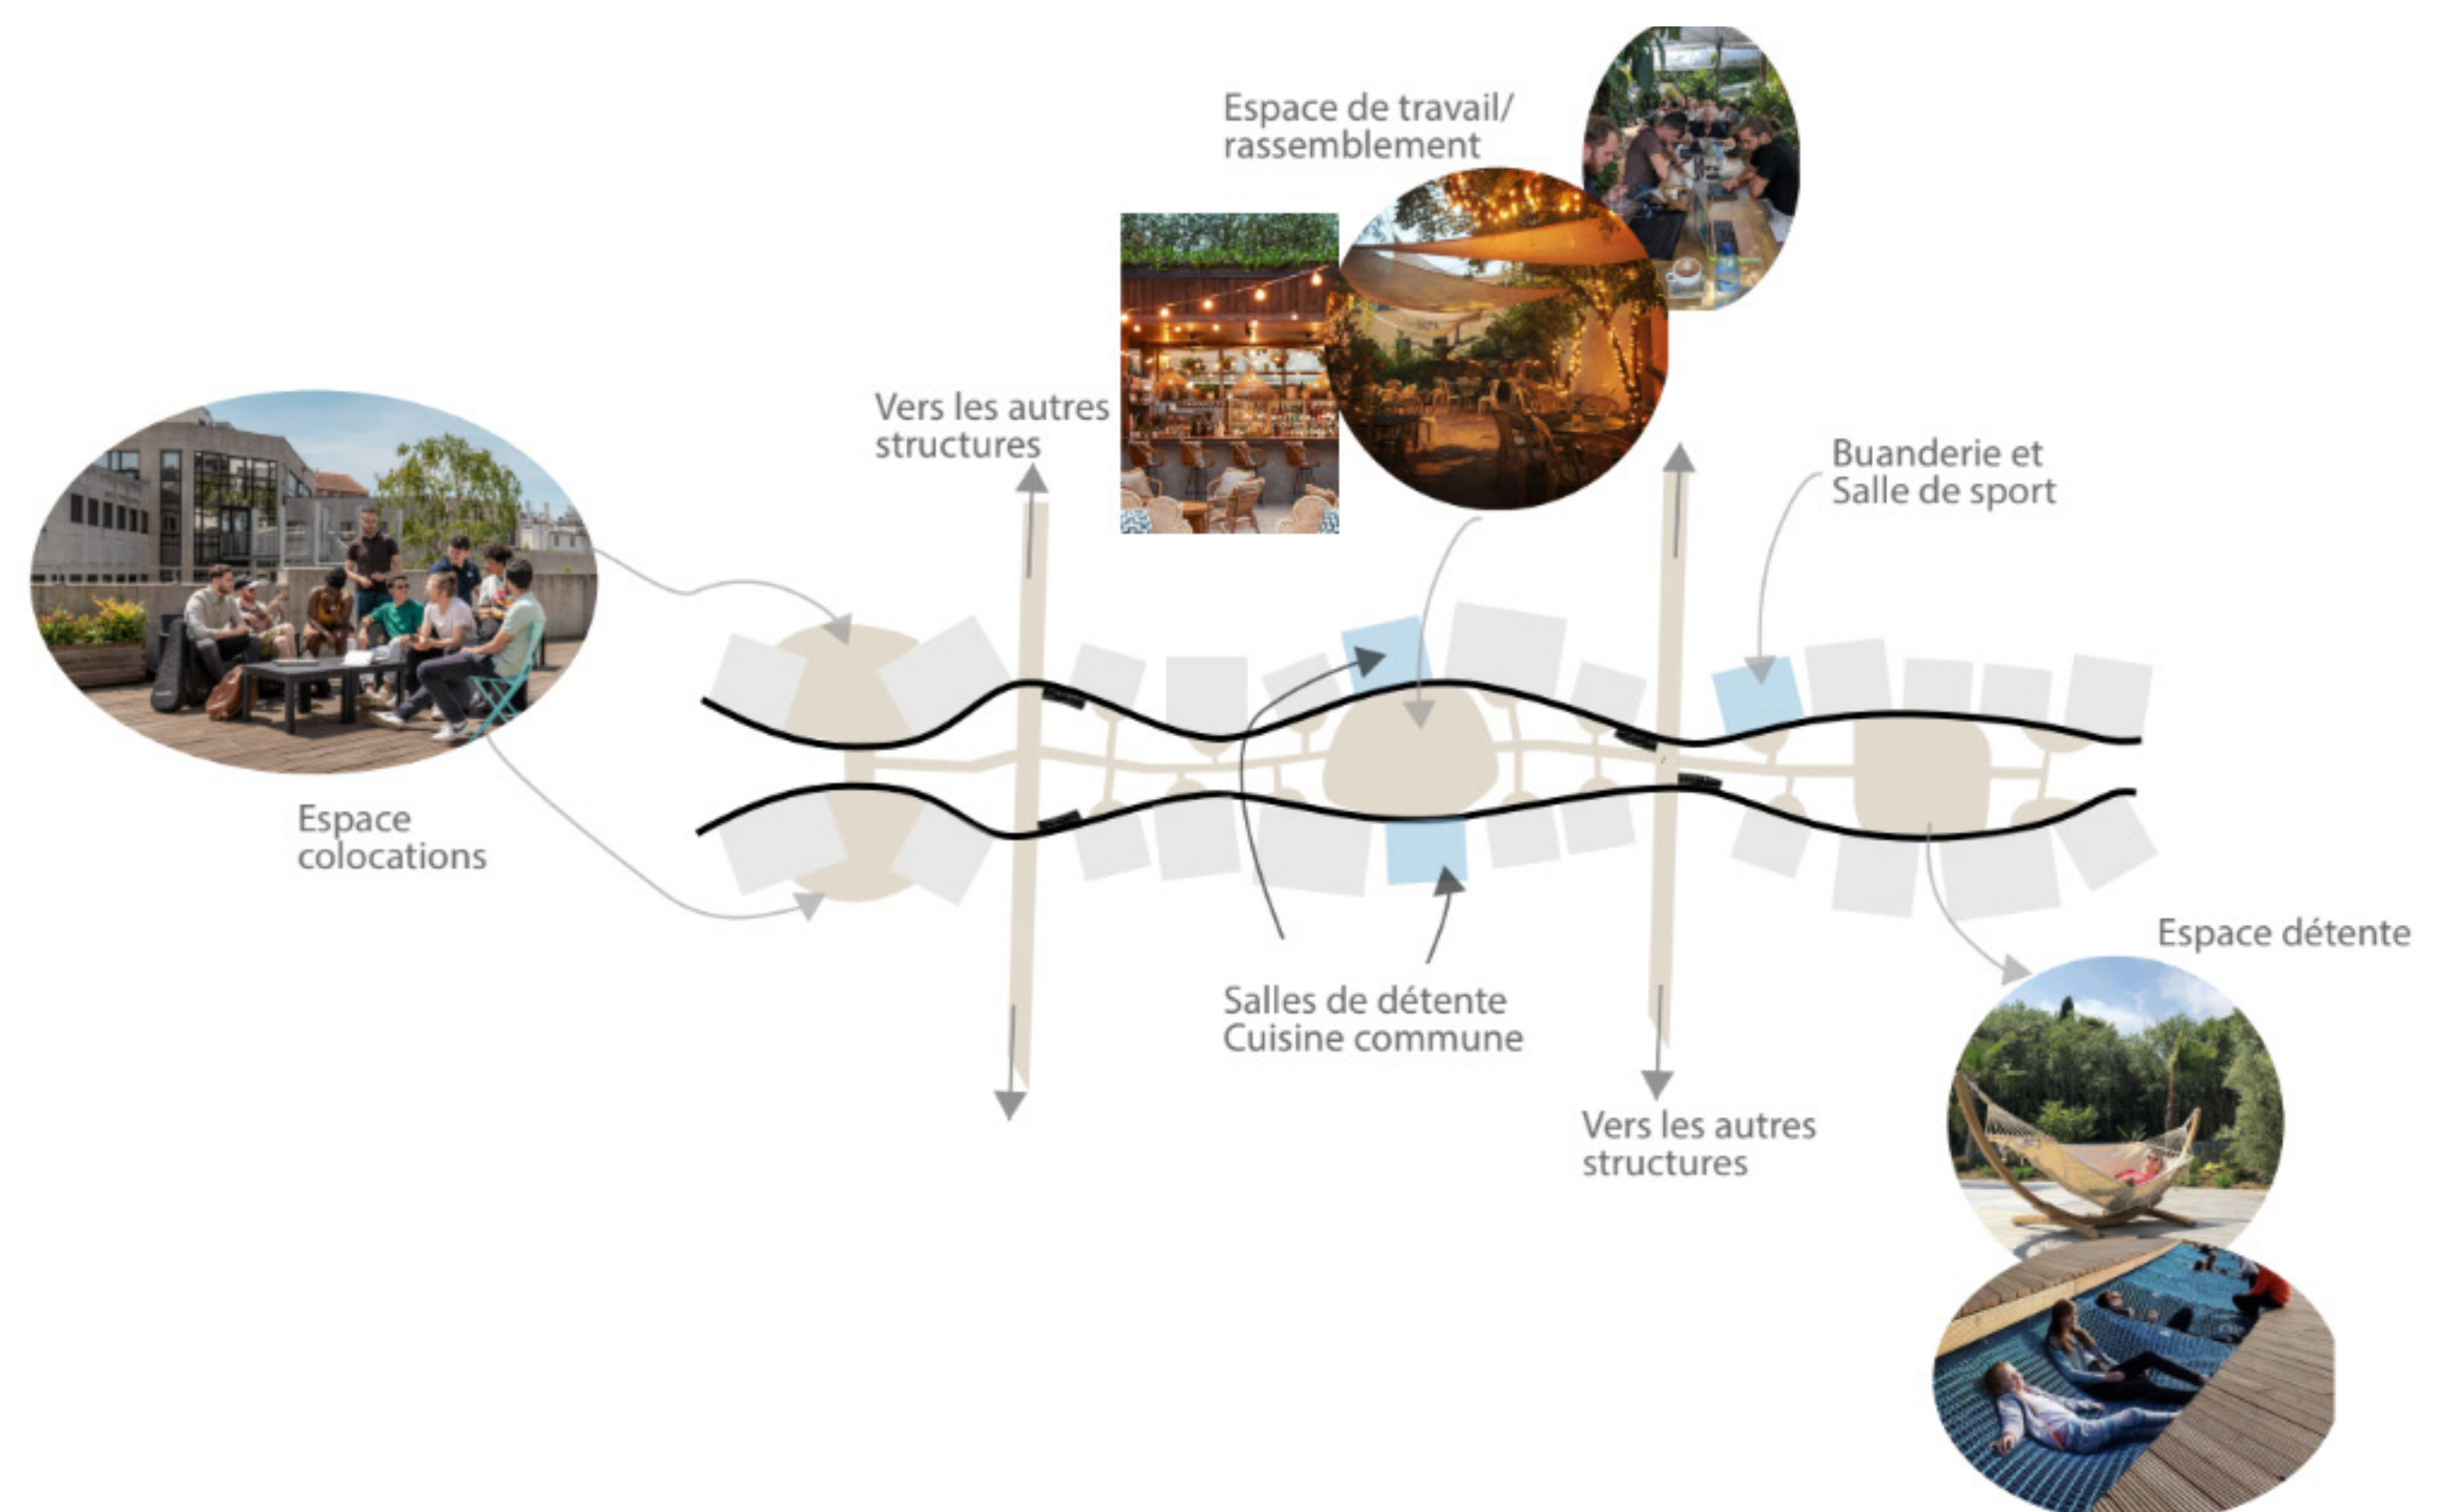 Espace de travail/
rassemblement
Vers les autres
structures
Buanderie et
Salle de sport
Espace
colocations
Espace détente
Salles de détente
Cuisine commune
Vers les autres
structures